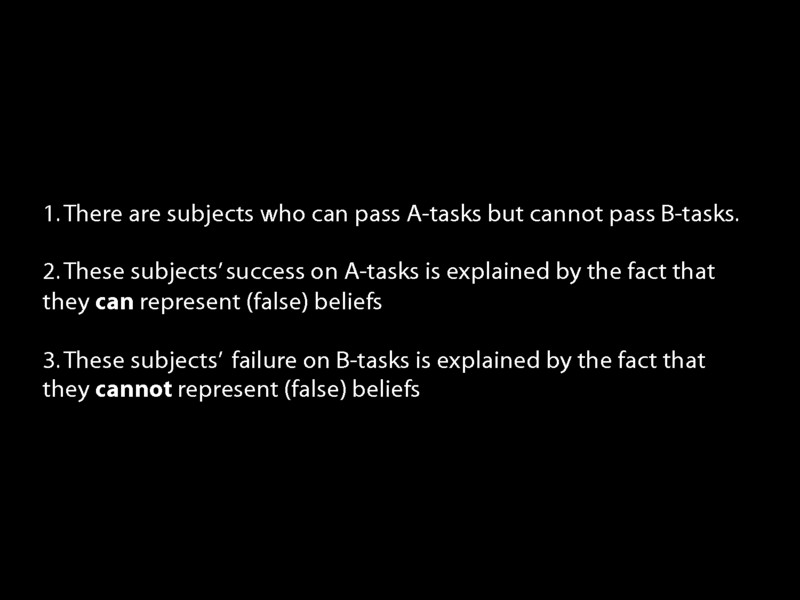 1. There are subjects who can pass A-tasks but cannot pass B-tasks.
2. These subjects’ success on A-tasks is explained by the fact that
they can represent (false) beliefs
3. These subjects’ failure on B-tasks is explained by the fact that
they cannot represent (false) beliefs